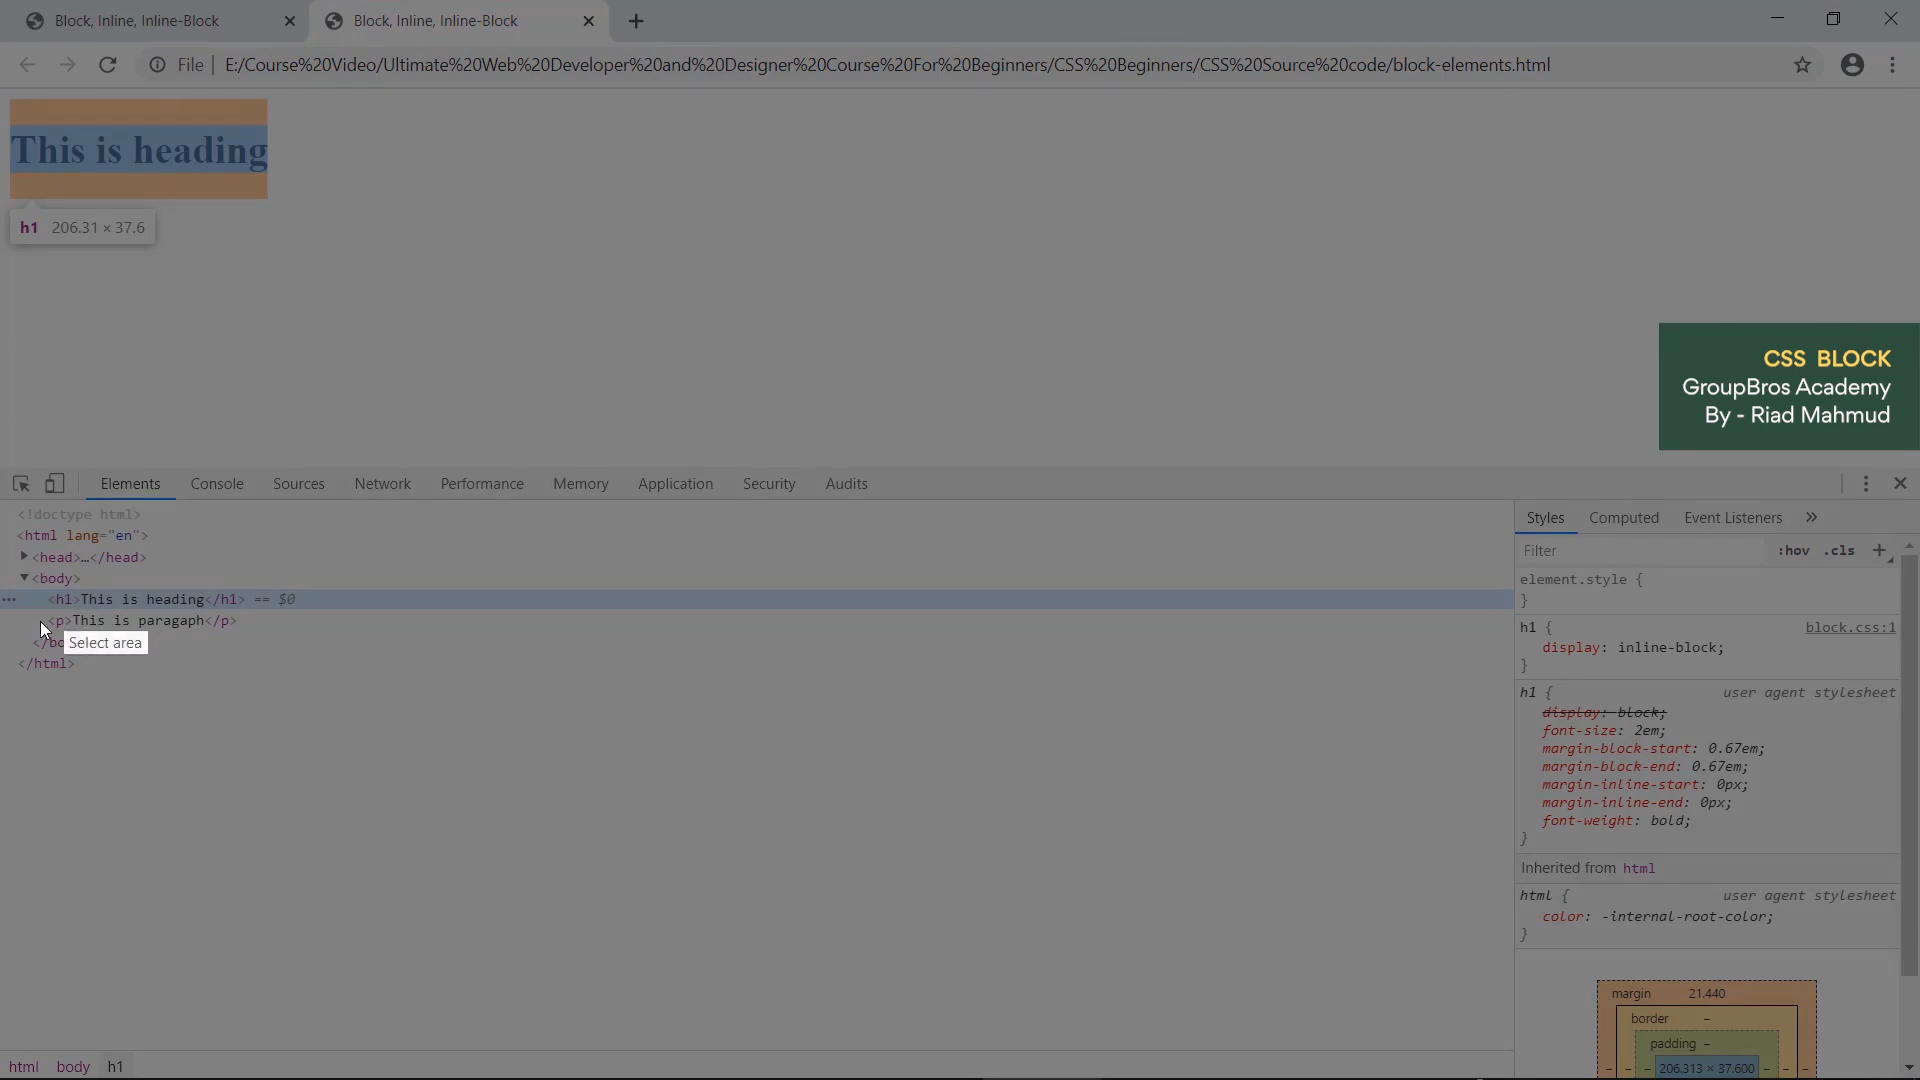 Block, Inline, Inline-Block
Block, Inline, Inline-Block
File | E:/Course%20Video/Ultimate%20Web%20Developer%20and%20Designer%20Course%20For%20Beginners/CSS%20Beginners/CSS%20Source%20code/block-elements.html
This is heading
h1 206.31 × 37.6
CSS BLOCK
GroupBros Academy
By - Riad Mahmud
Elements Console Sources Network Performance Memory Application Security Audits
<!doctype html>
<html lang="en">
<head>…</head>
<body>
<h1>This is heading</h1> == $0
<p>This is paragaph</p>
</bo
Select area
</html>
html body h1
Styles Computed Event Listeners »
Filter :hov .cls +
element.style {
}
h1 { block.css:1
display: inline-block;
}
h1 { user agent stylesheet
display: block;
font-size: 2em;
margin-block-start: 0.67em;
margin-block-end: 0.67em;
margin-inline-start: 0px;
margin-inline-end: 0px;
font-weight: bold;
}
Inherited from html
html { user agent stylesheet
color: -internal-root-color;
}
margin 21.440
border –
padding –
– – – 206.313 × 37.600 – – –